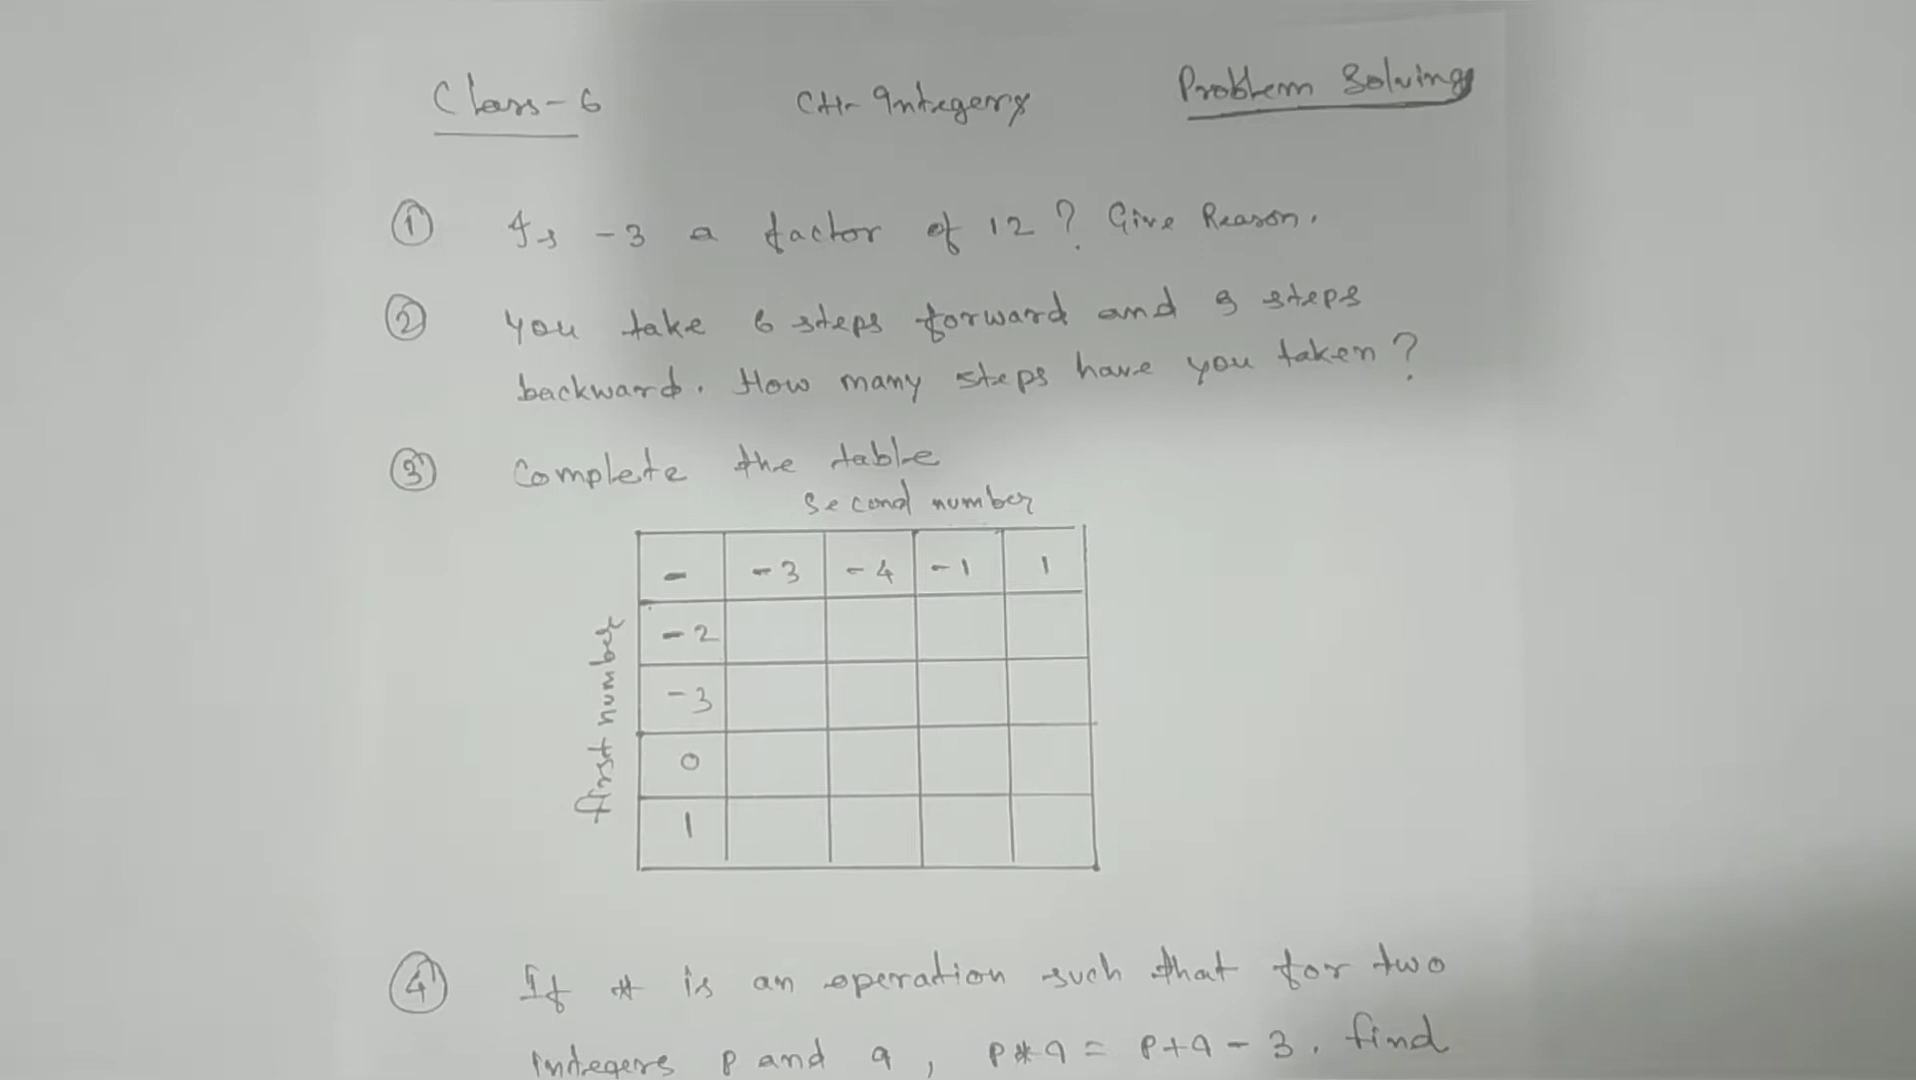 Class-6 CH- Integers Problem Solving
① Is -3 a factor of 12 ? Give Reason.
② You take 6 steps forward and 9 steps
backward. How many steps have you taken ?
③ Complete the table
Second number
- -3 -4 -1 1
-2
-3
0
1
first number
④ If * is an operation such that for two
integers p and q, p*q = p+q-3. find